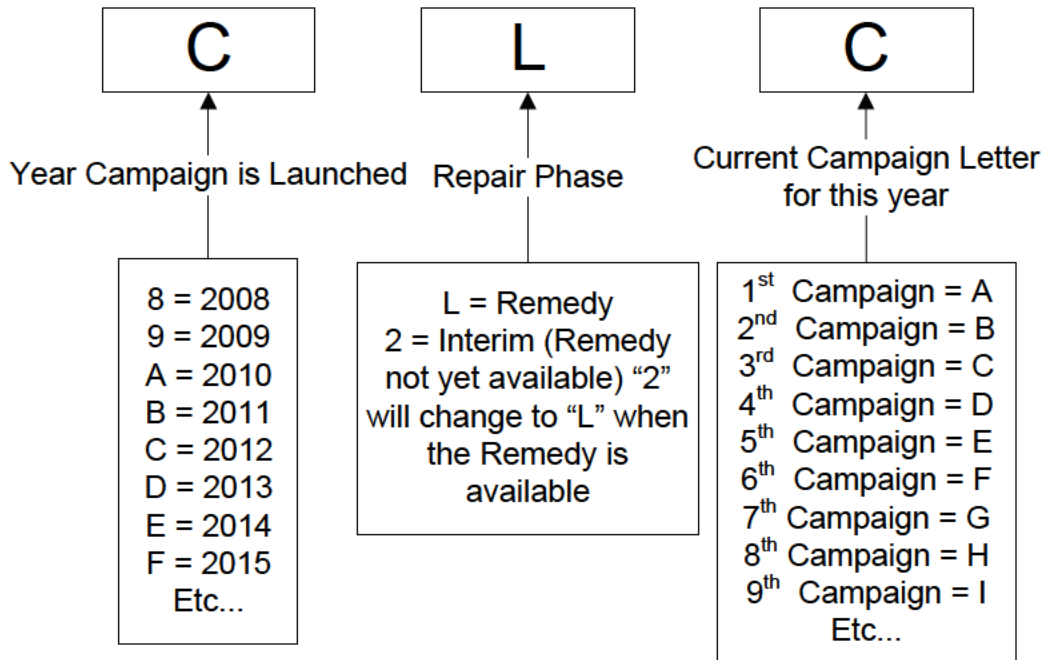 C
L
C
Year Campaign is Launched
Repair Phase
Current Campaign Letter
for this year
8 = 2008
9 = 2009
A = 2010
B = 2011
C = 2012
D = 2013
E = 2014
F = 2015
Etc...
L = Remedy
2 = Interim (Remedy
not yet available) “2”
will change to “L” when
the Remedy is
available
1st Campaign = A
2nd Campaign = B
3rd Campaign = C
4th Campaign = D
5th Campaign = E
6th Campaign = F
7th Campaign = G
8th Campaign = H
9th Campaign = I
Etc...